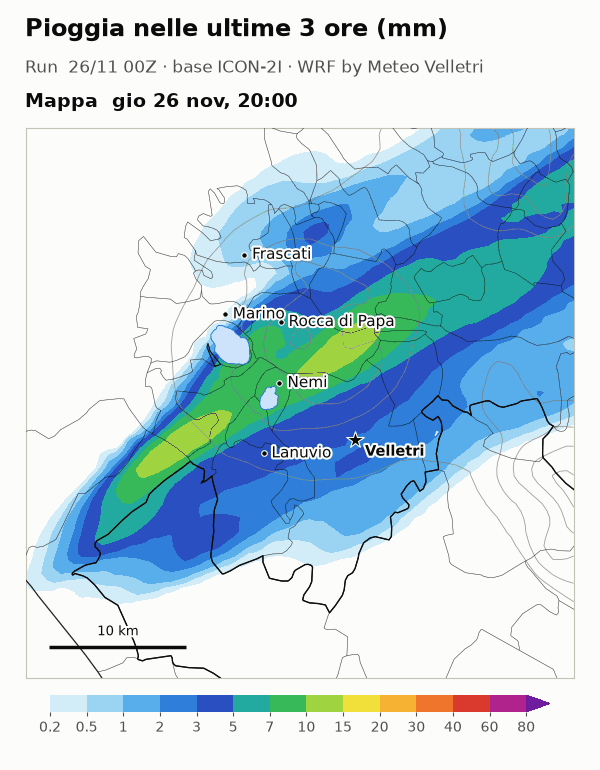 Pioggia nelle ultime 3 ore (mm)
Run  26/11 00Z · base ICON-2I · WRF by Meteo Velletri
Mappa  gio 26 nov, 20:00
Frascati
Marino
Rocca di Papa
Nemi
Velletri
Lanuvio
10 km
0.2 0.5 1 2 3 5 7 10 15 20 30 40 60 80